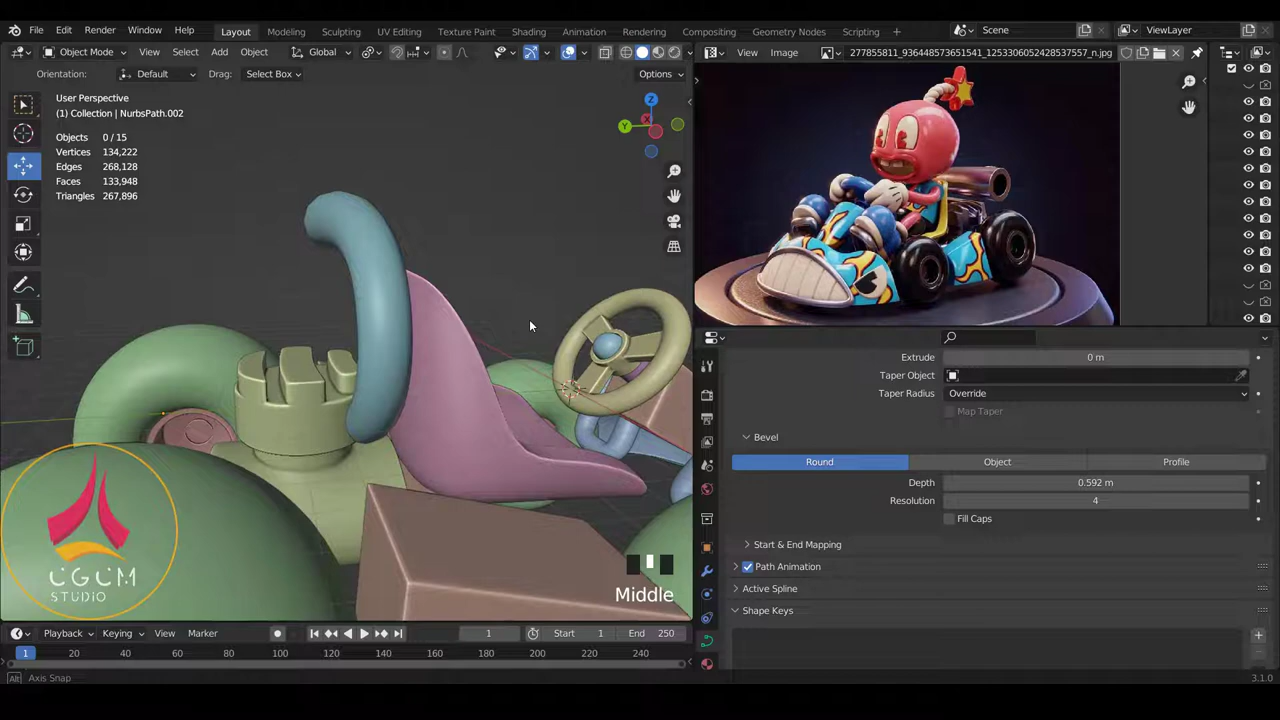 File Edit Render Window Help
Layout Modeling Sculpting UV Editing Texture Paint Shading Animation Rendering Compositing Geometry Nodes Scripting +
Scene
ViewLayer
Object Mode View Select Add Object
Global
View Image
277855811_936448573651541_1253306052428537557_n.jpg
Orientation: Default Drag: Select Box
Options
User Perspective
(1) Collection | NurbsPath.002
Objects 0 / 15
Vertices 134,222
Edges 268,128
Faces 133,948
Triangles 267,896
Z
Y
X
Extrude 0 m
Taper Object
Taper Radius Override
Map Taper
Bevel
Round Object Profile
Depth 0.592 m
Resolution 4
Fill Caps
Start & End Mapping
Path Animation
Active Spline
Shape Keys
CGCM
STUDIO
Middle
Playback Keying View Marker
1
Start 1
End 250
1 20 40 60 80 100 120 140 160 180 200 220 240 260
Alt Axis Snap
3.1.0